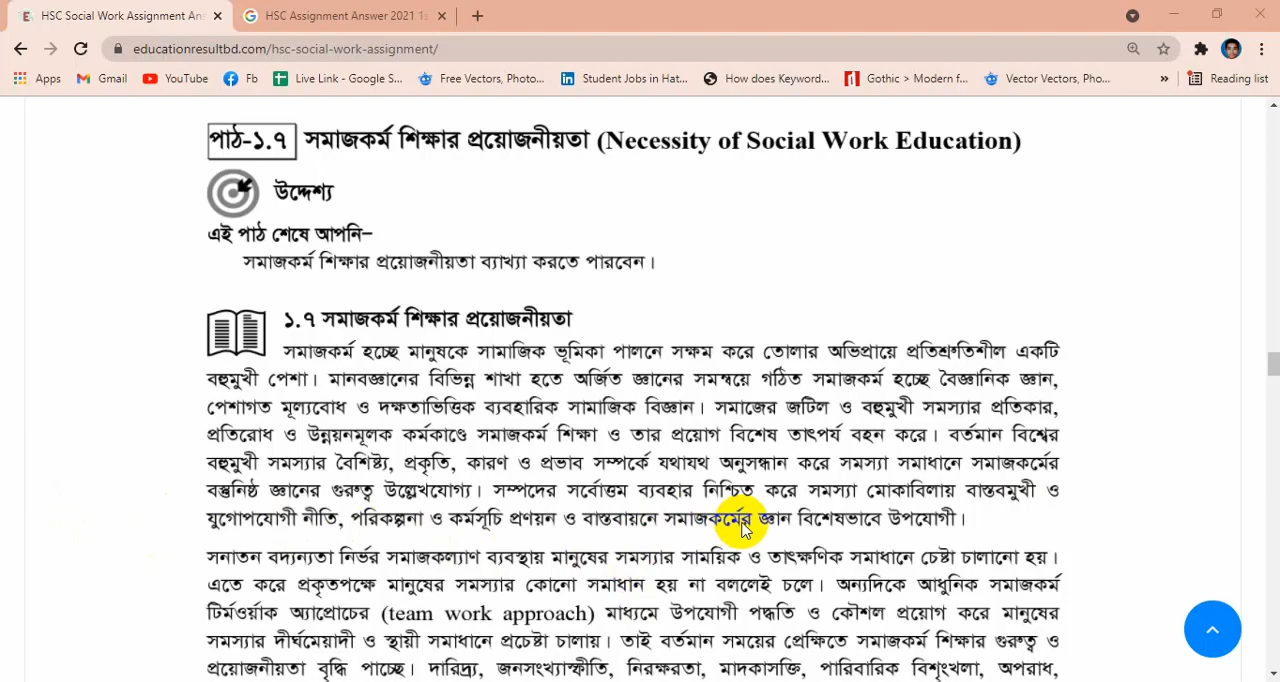 HSC Social Work Assignment An
HSC Assignment Answer 2021 1
educationresultbd.com/hsc-social-work-assignment/
Apps Gmail YouTube Fb Live Link - Google S... Free Vectors, Photo... Student Jobs in Hat... How does Keyword... Gothic > Modern f... Vector Vectors, Pho... » Reading list
পাঠ-১.৭ সমাজকর্ম শিক্ষার প্রয়োজনীয়তা (Necessity of Social Work Education)
উদ্দেশ্য
এই পাঠ শেষে আপনি–
সমাজকর্ম শিক্ষার প্রয়োজনীয়তা ব্যাখ্যা করতে পারবেন।
১.৭ সমাজকর্ম শিক্ষার প্রয়োজনীয়তা
সমাজকর্ম হচ্ছে মানুষকে সামাজিক ভূমিকা পালনে সক্ষম করে তোলার অভিপ্রায়ে প্রতিশ্রুতিশীল একটি
বহুমুখী পেশা। মানবজ্ঞানের বিভিন্ন শাখা হতে অর্জিত জ্ঞানের সমন্বয়ে গঠিত সমাজকর্ম হচ্ছে বৈজ্ঞানিক জ্ঞান,
পেশাগত মূল্যবোধ ও দক্ষতাভিত্তিক ব্যবহারিক সামাজিক বিজ্ঞান। সমাজের জটিল ও বহুমুখী সমস্যার প্রতিকার,
প্রতিরোধ ও উন্নয়নমূলক কর্মকাণ্ডে সমাজকর্ম শিক্ষা ও তার প্রয়োগ বিশেষ তাৎপর্য বহন করে। বর্তমান বিশ্বের
বহুমুখী সমস্যার বৈশিষ্ট্য, প্রকৃতি, কারণ ও প্রভাব সম্পর্কে যথাযথ অনুসন্ধান করে সমস্যা সমাধানে সমাজকর্মের
বস্তুনিষ্ঠ জ্ঞানের গুরুত্ব উল্লেখযোগ্য। সম্পদের সর্বোত্তম ব্যবহার নিশ্চিত করে সমস্যা মোকাবিলায় বাস্তবমুখী ও
যুগোপযোগী নীতি, পরিকল্পনা ও কর্মসূচি প্রণয়ন ও বাস্তবায়নে সমাজকর্মের জ্ঞান বিশেষভাবে উপযোগী।
সনাতন বদান্যতা নির্ভর সমাজকল্যাণ ব্যবস্থায় মানুষের সমস্যার সাময়িক ও তাৎক্ষণিক সমাধানে চেষ্টা চালানো হয়।
এতে করে প্রকৃতপক্ষে মানুষের সমস্যার কোনো সমাধান হয় না বললেই চলে। অন্যদিকে আধুনিক সমাজকর্ম
টিমওর্য়াক অ্যাপ্রোচের (team work approach) মাধ্যমে উপযোগী পদ্ধতি ও কৌশল প্রয়োগ করে মানুষের
সমস্যার দীর্ঘমেয়াদী ও স্থায়ী সমাধানে প্রচেষ্টা চালায়। তাই বর্তমান সময়ের প্রেক্ষিতে সমাজকর্ম শিক্ষার গুরুত্ব ও
প্রয়োজনীয়তা বৃদ্ধি পাচ্ছে। দারিদ্র্য, জনসংখ্যাস্ফীতি, নিরক্ষরতা, মাদকাসক্তি, পারিবারিক বিশৃংখলা, অপরাধ,